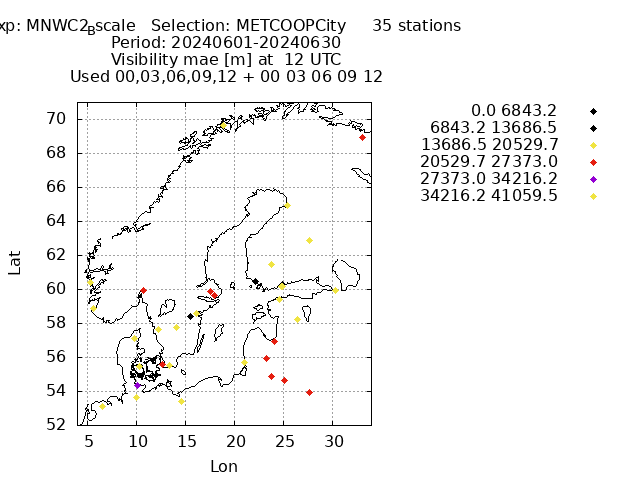 xp: MNWC2_Bscale Selection: METCOOPCity 35 stations
Period: 20240601-20240630
Visibility mae [m] at 12 UTC
Used 00,03,06,09,12 + 00 03 06 09 12
0.0 6843.2
6843.2 13686.5
13686.5 20529.7
20529.7 27373.0
27373.0 34216.2
34216.2 41059.5
70
68
66
64
62
60
58
56
54
52
Lat
5 10 15 20 25 30
Lon